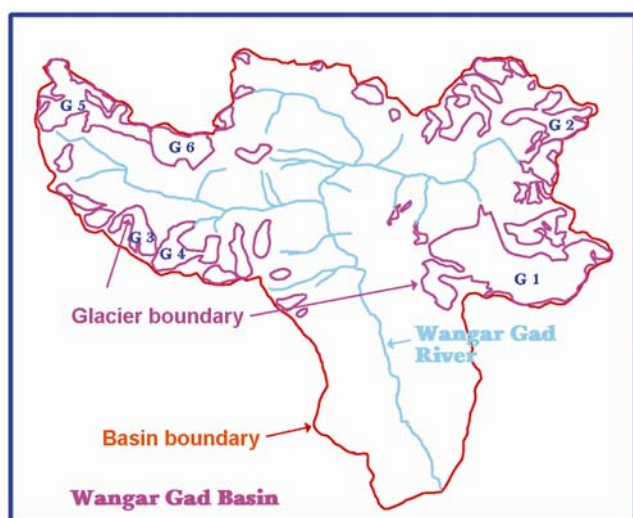 G 5
G 2
G 6
G 3
G 4
G 1
Glacier boundary
Wangar Gad
River
Basin boundary
Wangar Gad Basin